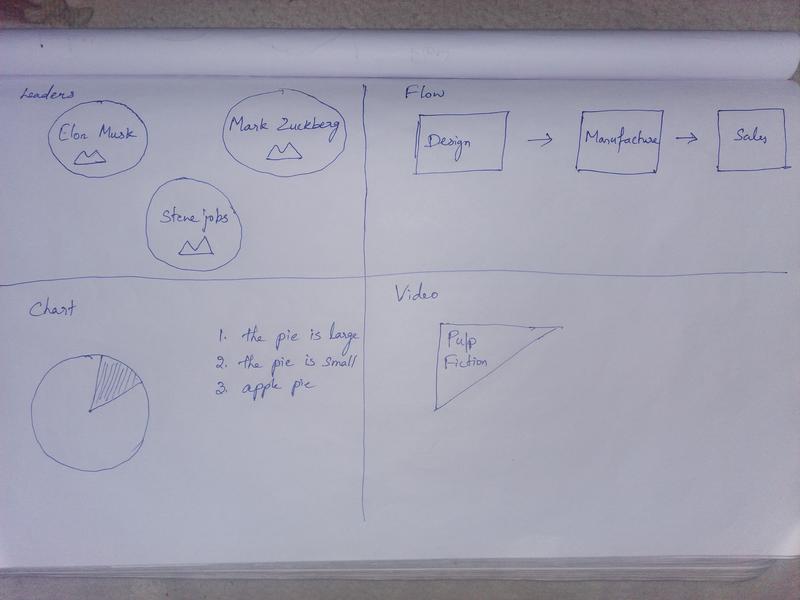 Leaders
Elon Musk
Mark Zuckberg
Steve jobs
Flow
Design
Manufacture
Sales
Chart
1. the pie is large
2. the pie is small
3. apple pie
Video
Pulp
Fiction